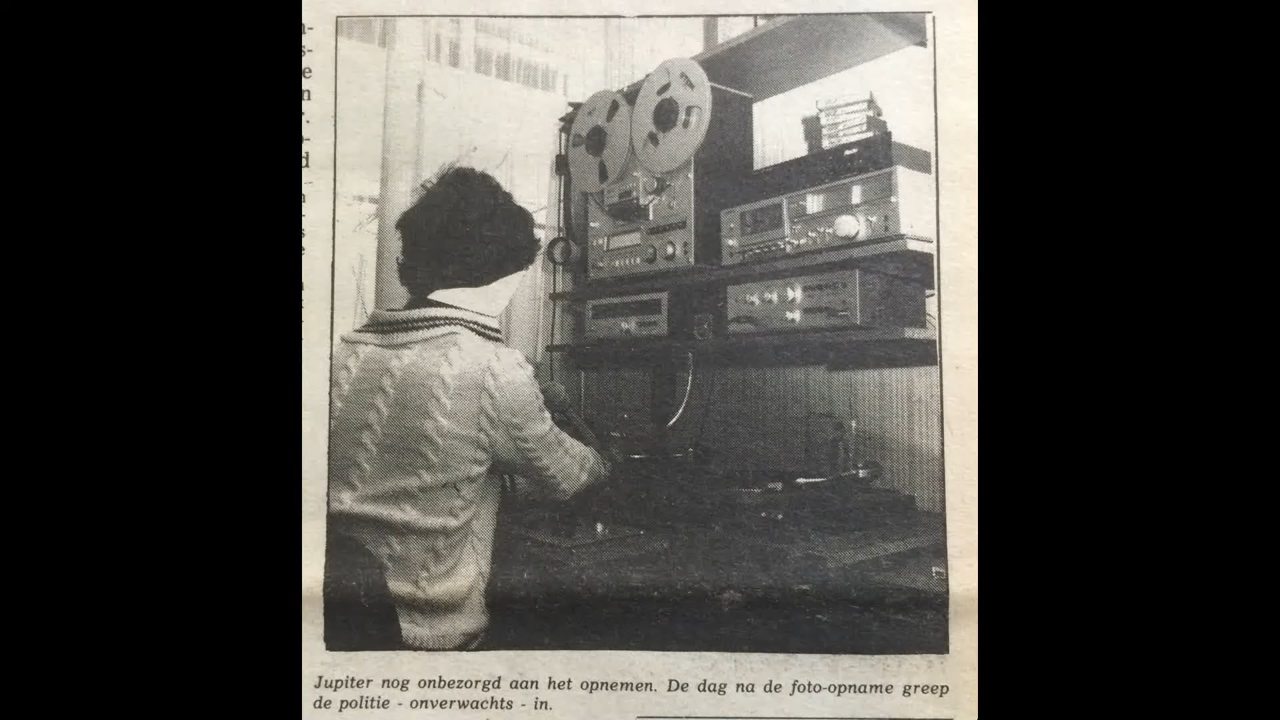 Jupiter nog onbezorgd aan het opnemen. De dag na de foto-opname greep
de politie - onverwachts - in.